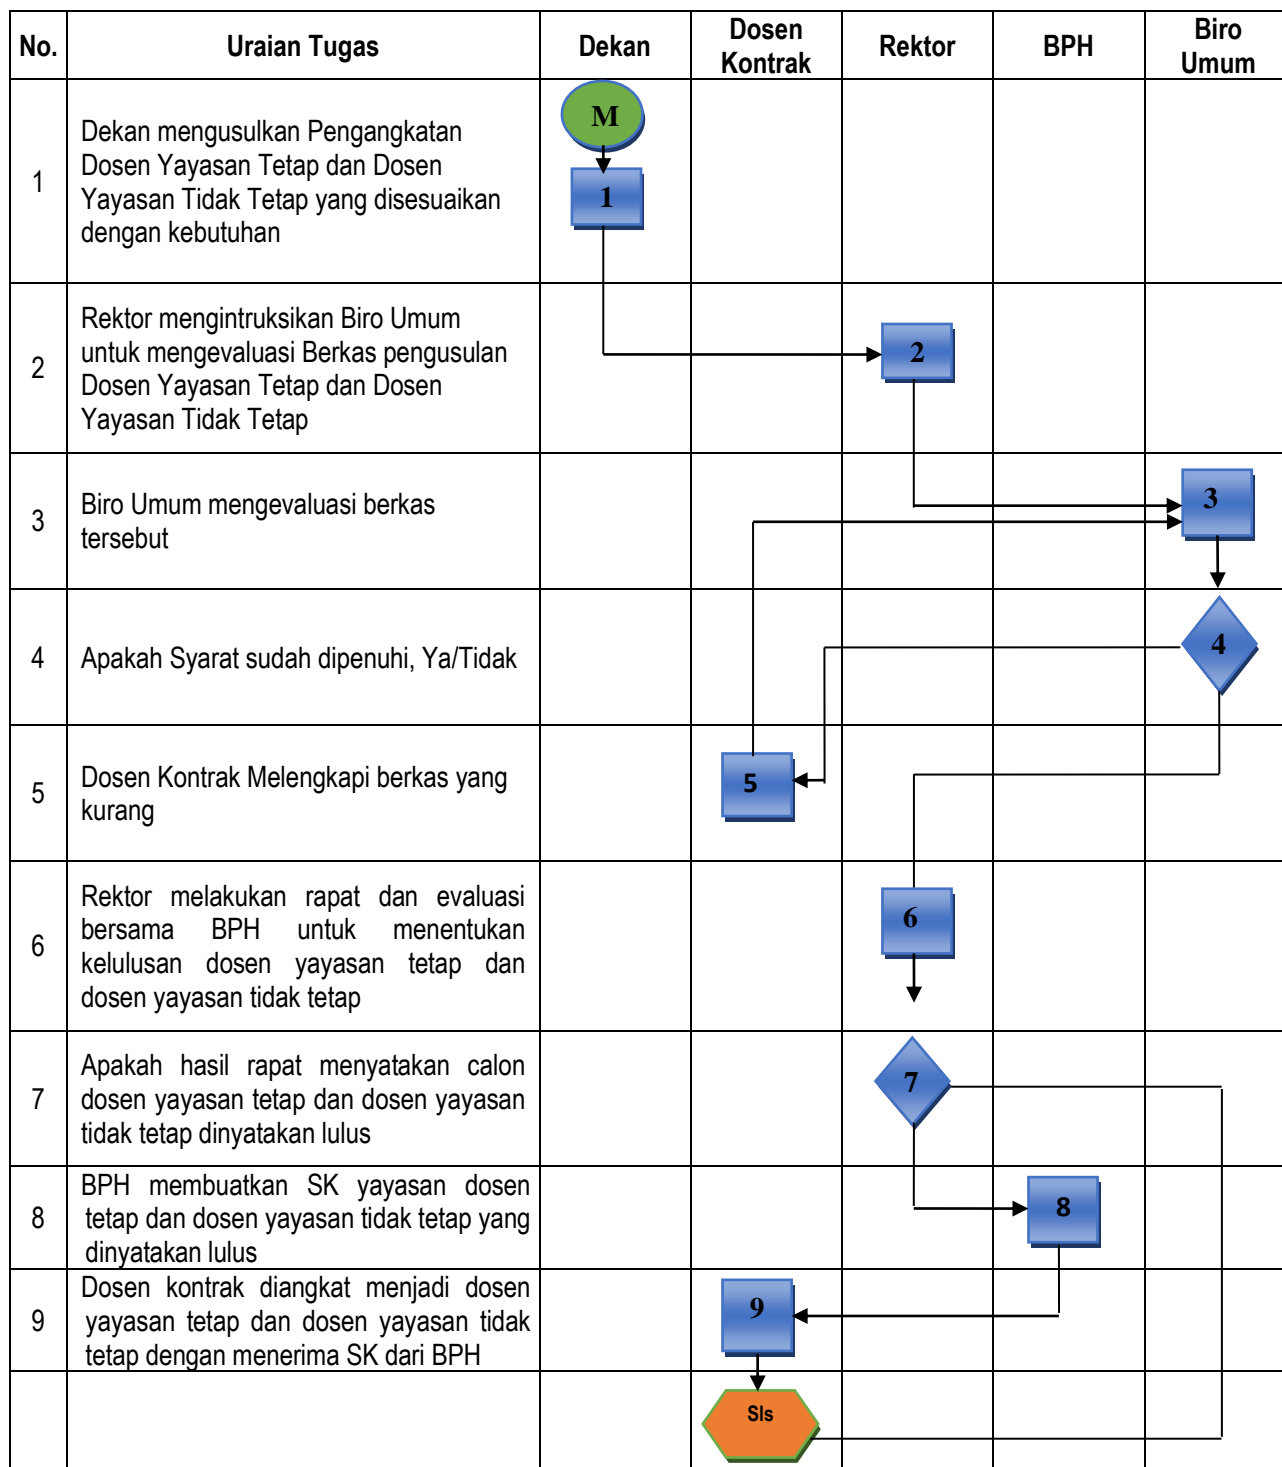 No. Uraian Tugas Dekan Dosen Kontrak Rektor BPH Biro Umum
M
1
Dekan mengusulkan Pengangkatan
Dosen Yayasan Tetap dan Dosen
Yayasan Tidak Tetap yang disesuaikan
dengan kebutuhan
1
2
Rektor mengintruksikan Biro Umum
untuk mengevaluasi Berkas pengusulan
Dosen Yayasan Tetap dan Dosen
Yayasan Tidak Tetap
2
3
Biro Umum mengevaluasi berkas
tersebut
3
4
Apakah Syarat sudah dipenuhi, Ya/Tidak
4
5
Dosen Kontrak Melengkapi berkas yang
kurang
5
6
Rektor melakukan rapat dan evaluasi
bersama BPH untuk menentukan
kelulusan dosen yayasan tetap dan
dosen yayasan tidak tetap
6
7
Apakah hasil rapat menyatakan calon
dosen yayasan tetap dan dosen yayasan
tidak tetap dinyatakan lulus
7
8
BPH membuatkan SK yayasan dosen
tetap dan dosen yayasan tidak tetap yang
dinyatakan lulus
8
9
Dosen kontrak diangkat menjadi dosen
yayasan tetap dan dosen yayasan tidak
tetap dengan menerima SK dari BPH
9
Sls